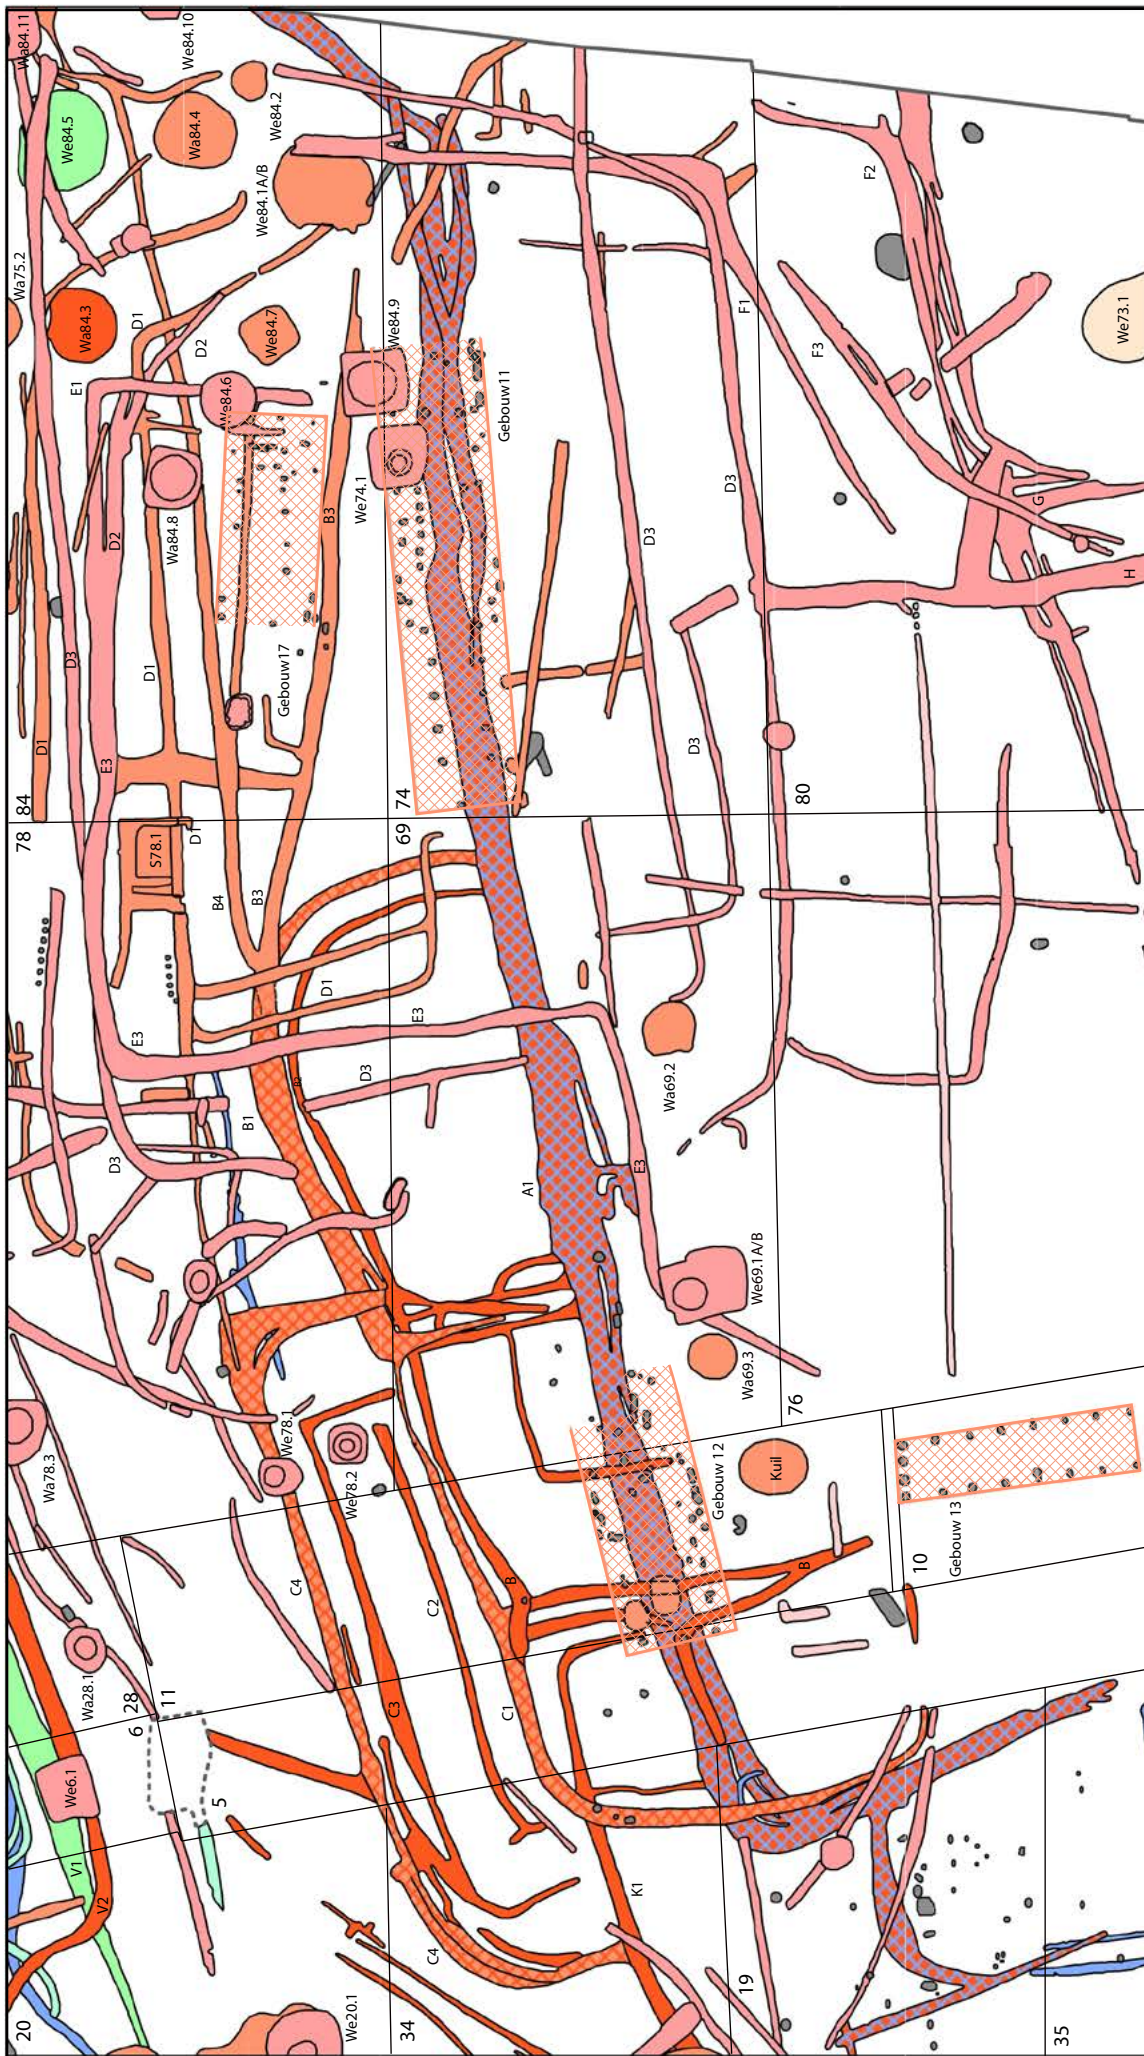 Wa84.11
We84.10
We84.5
Wa84.4
We84.2
We84.1A/B
Wa75.2
Wa84.3
D1
D2
We84.7
We84.9
E1
We84.6
Gebouw11
F2
F1
F3
We73.1
D2
Wa84.8
B3
We74.1
D3
D3
G
H
D3
D1
D1
E3
Gebouw17
D3
84
78
74
69
80
S78.1
D1
B4
B3
D1
E3
E3
D3
B2
B1
Wa69.2
D3
A1
E3
We69.1A/B
Wa69.3
76
Wa78.3
We78.1
We78.2
Gebouw 12
Kuil
Gebouw 13
10
C4
C2
B
B
Wa28.1
28
6
11
C3
C1
We6.1
5
V1
V2
K1
C4
20
We20.1
34
19
35